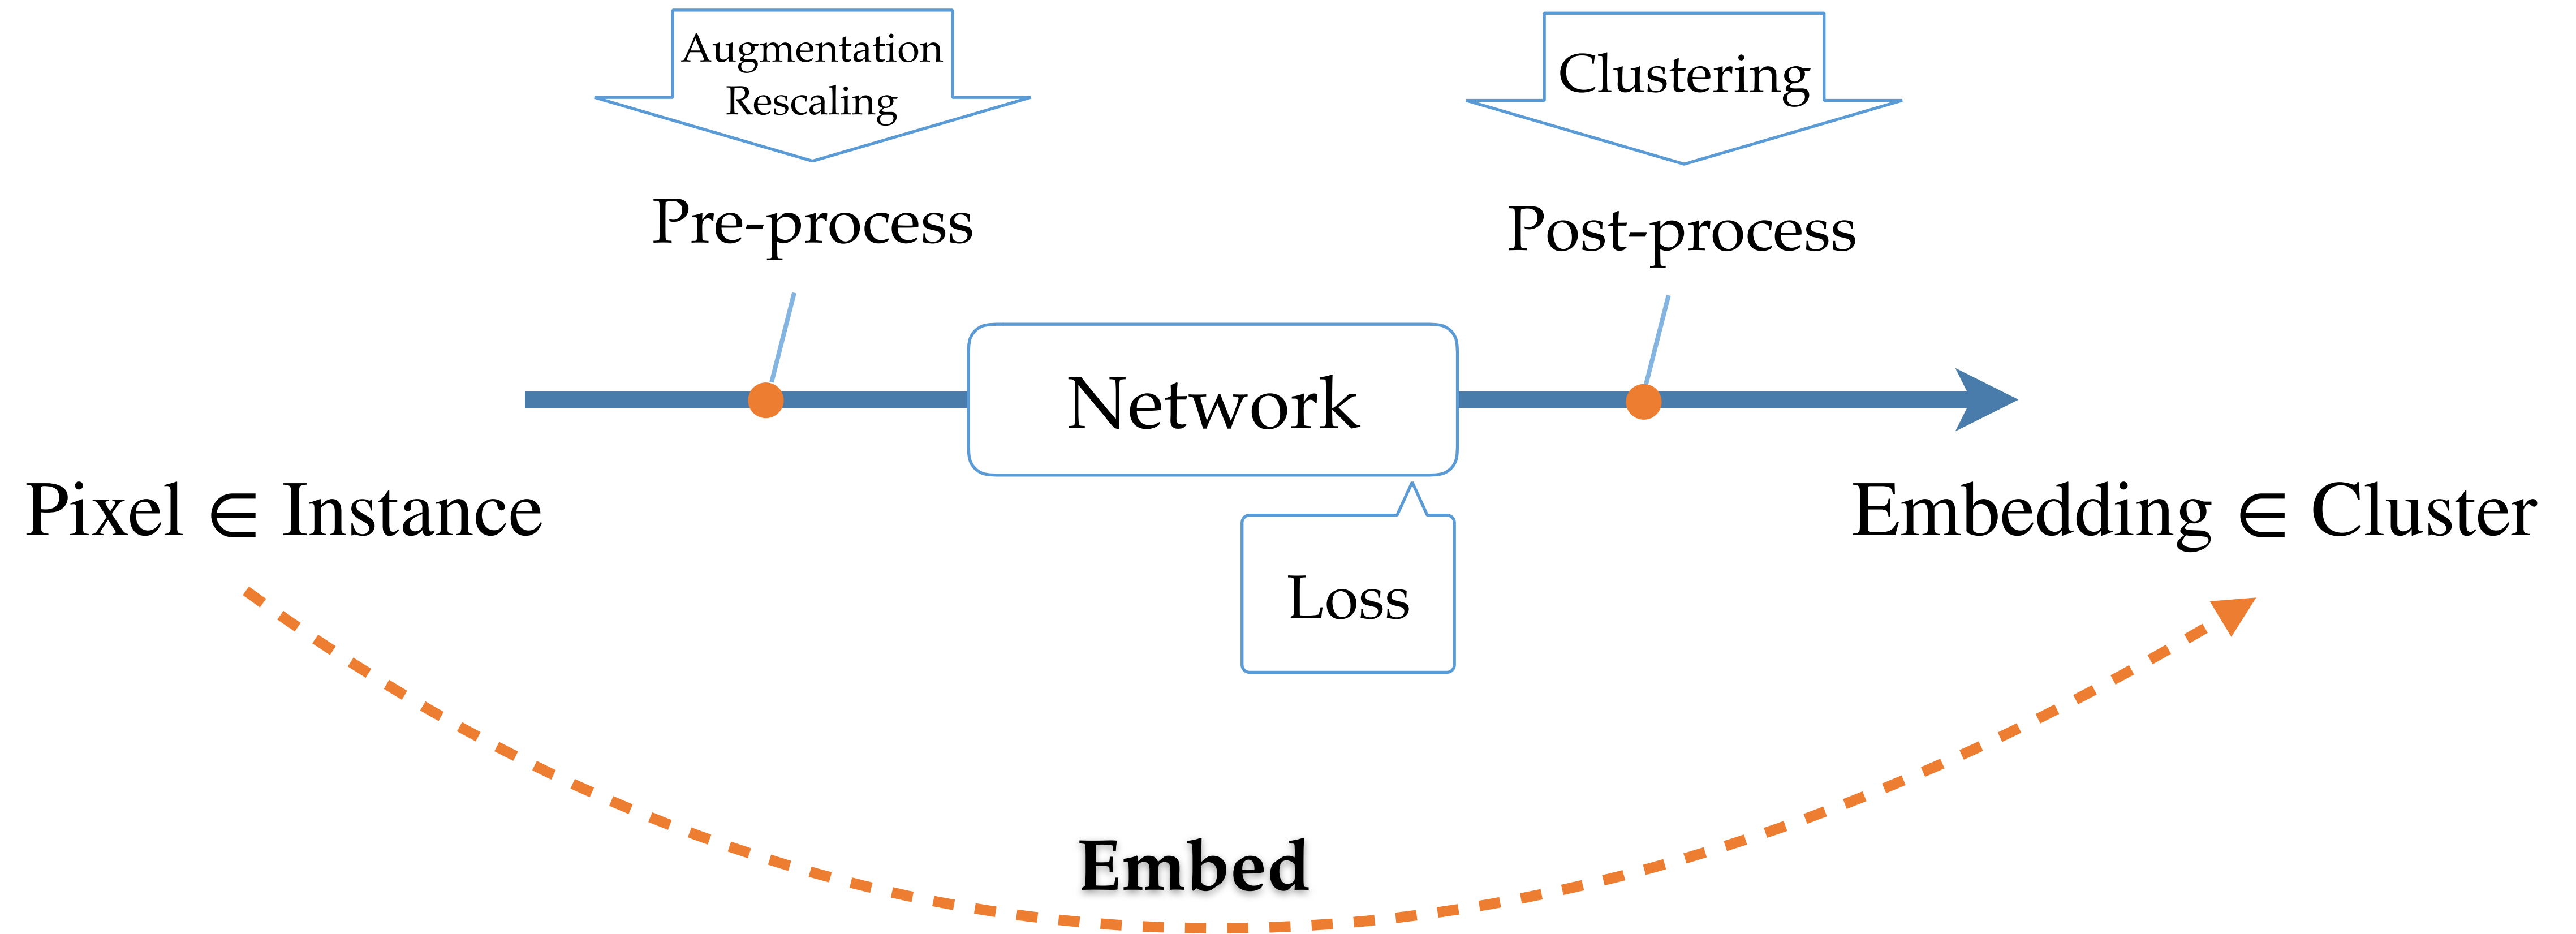 Augmentation
Rescaling
Clustering
Pre-process
Post-process
Network
Pixel ∈ Instance
Embedding ∈ Cluster
Loss
Embed